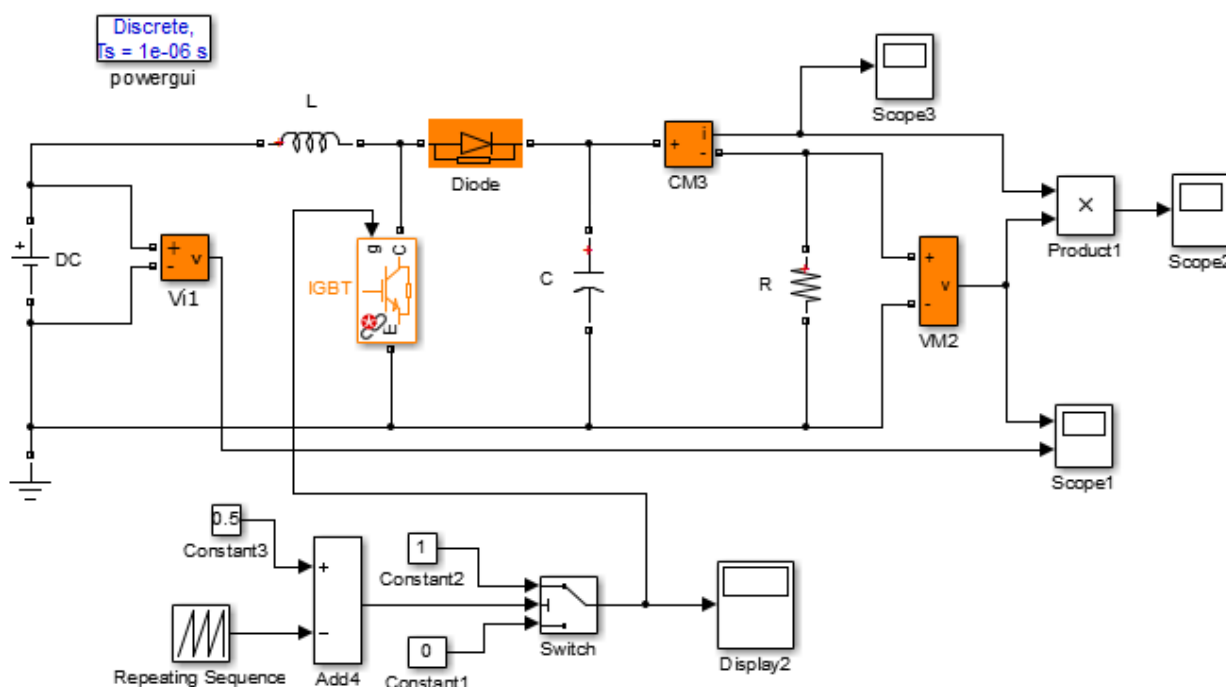 Discrete,
Ts = 1e-06 s
powergui
Scope3
L
i
+
-
CM3
Diode
×
Product1
Scope2
+
DC
+
-
v
Vi1
g
C
IGBT
E
+
C
+
R
+
-
v
VM2
Scope1
0.5
Constant3
1
Constant2
+
-
Add4
Repeating Sequence
Switch
0
Constant1
Display2